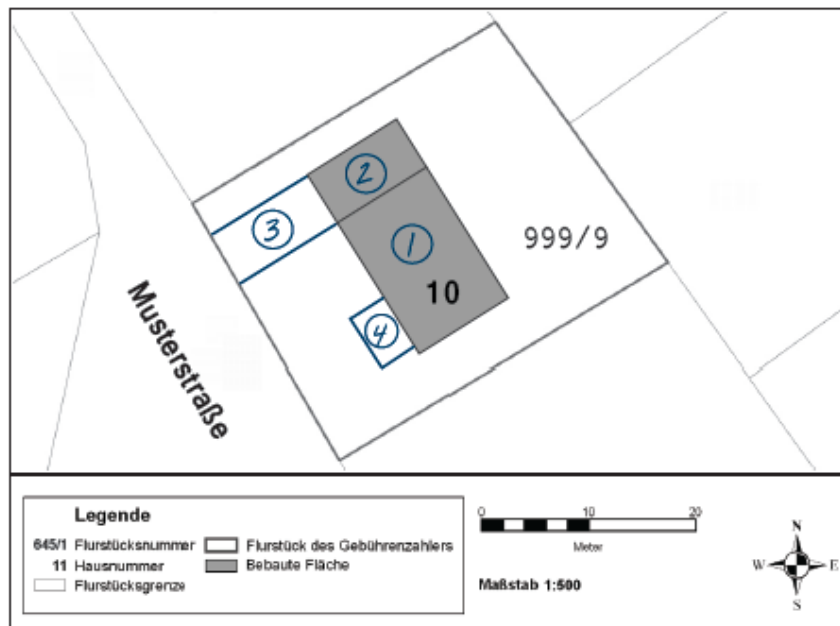 ②
③
①
999/9
10
④
Musterstraße
Legende
645/1 Flurstücksnummer
Flurstück des Gebührenzahlers
11 Hausnummer
Bebaute Fläche
Flurstücksgrenze
0 10 20
Meter
Maßstab 1:500
N
W E
S